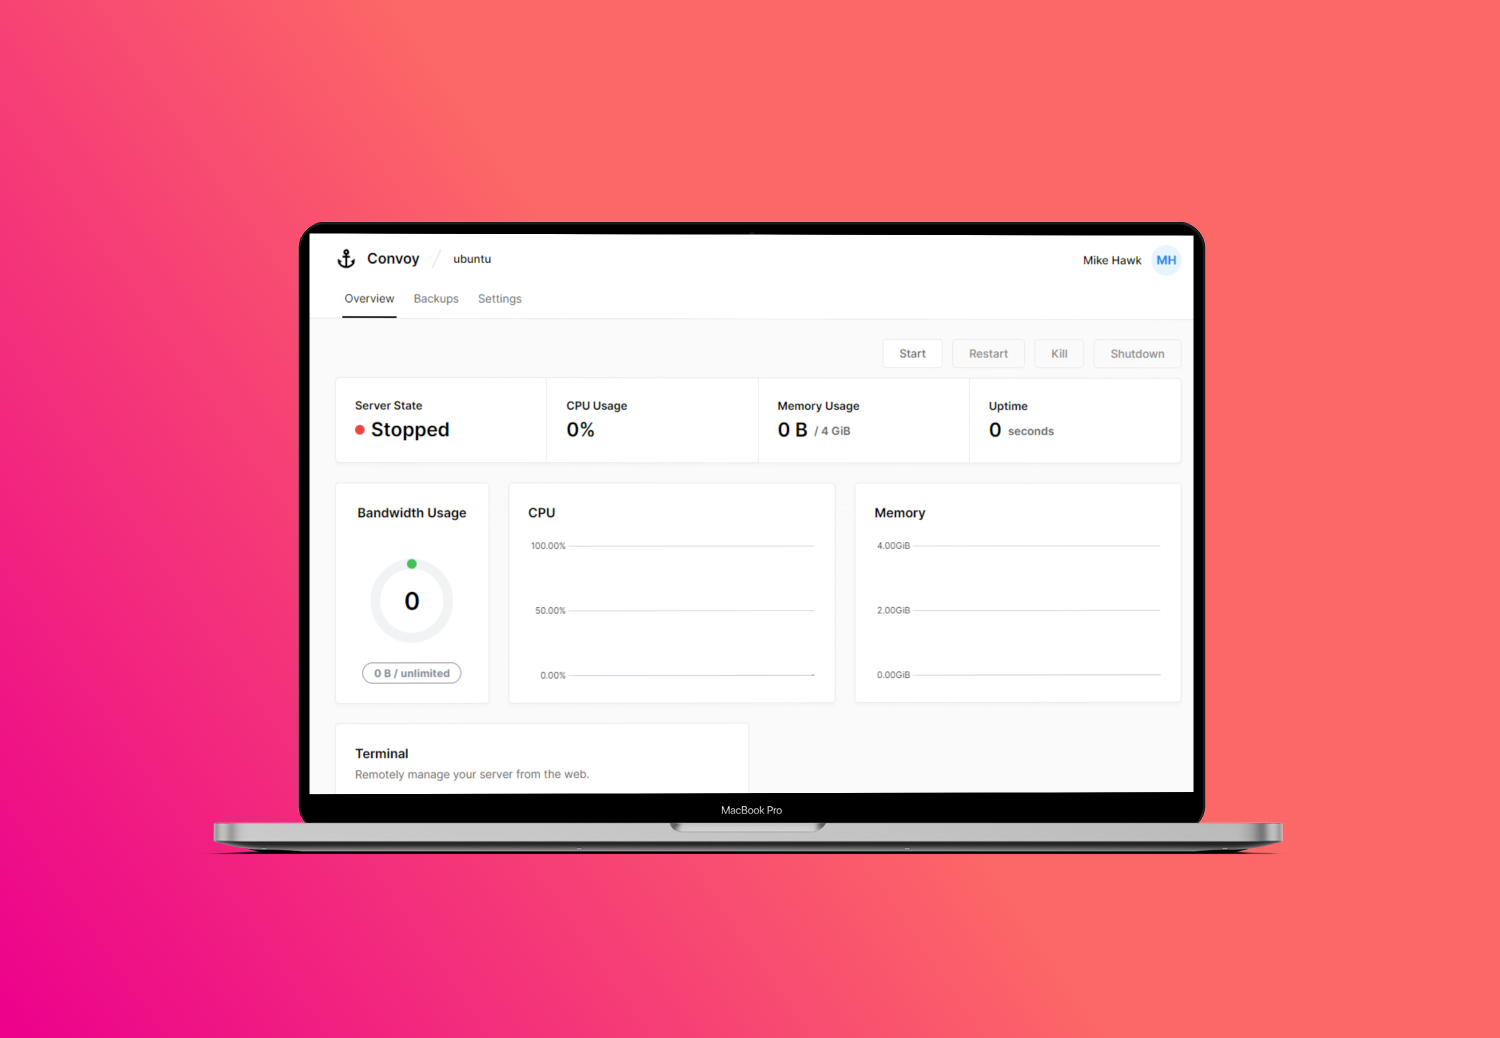 Convoy / ubuntu
Mike Hawk MH
Overview Backups Settings
Start Restart Kill Shutdown
Server State CPU Usage Memory Usage Uptime
Stopped 0% 0 B / 4 GiB 0 seconds
Bandwidth Usage
0
0 B / unlimited
CPU
100.00%
50.00%
0.00%
Memory
4.00GiB
2.00GiB
0.00GiB
Terminal
Remotely manage your server from the web.
MacBook Pro